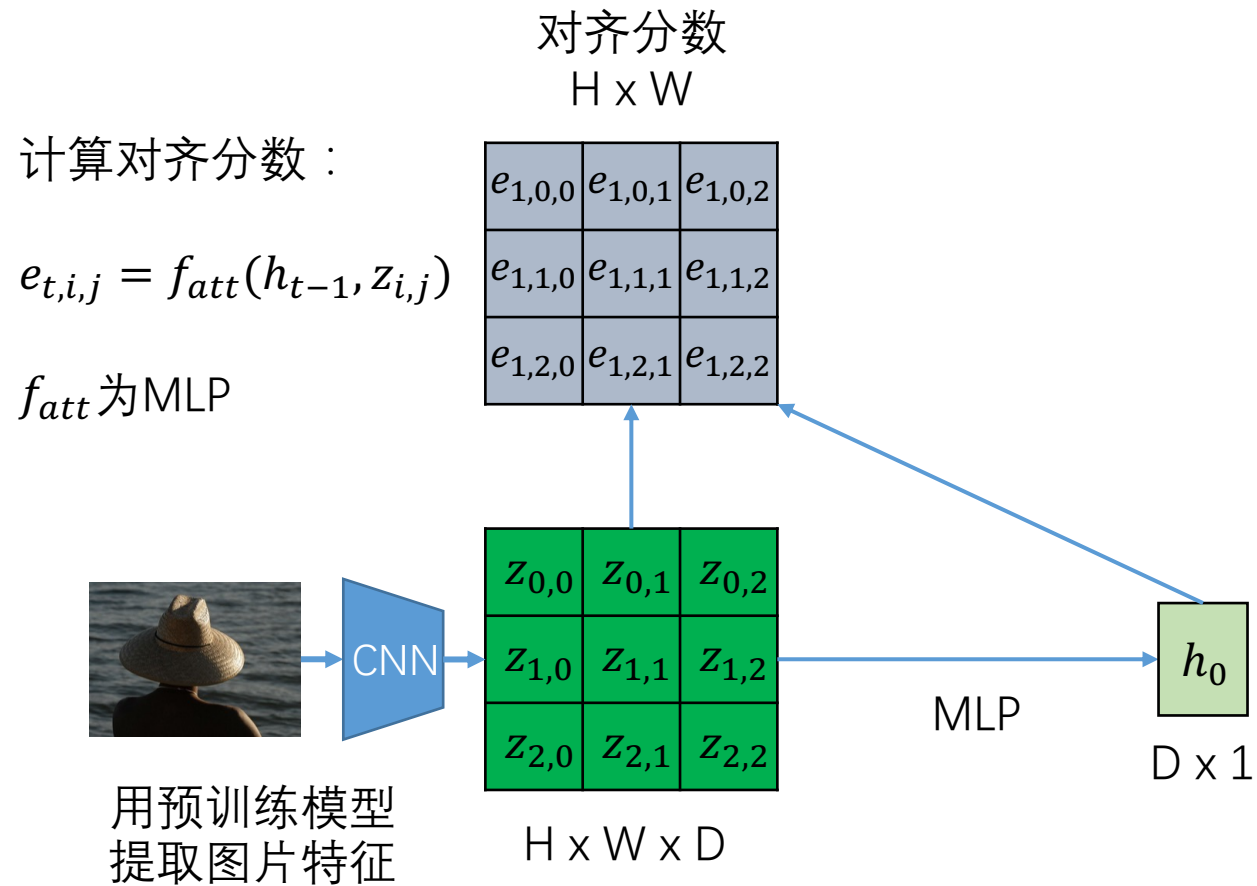 对齐分数
H x W
计算对齐分数：
e_{t,i,j} = f_{att}(h_{t−1}, z_{i,j})
f_{att}为MLP
e_{1,0,0} e_{1,0,1} e_{1,0,2}
e_{1,1,0} e_{1,1,1} e_{1,1,2}
e_{1,2,0} e_{1,2,1} e_{1,2,2}
CNN
z_{0,0} z_{0,1} z_{0,2}
z_{1,0} z_{1,1} z_{1,2}
z_{2,0} z_{2,1} z_{2,2}
MLP
h_0
D x 1
用预训练模型
提取图片特征
H x W x D